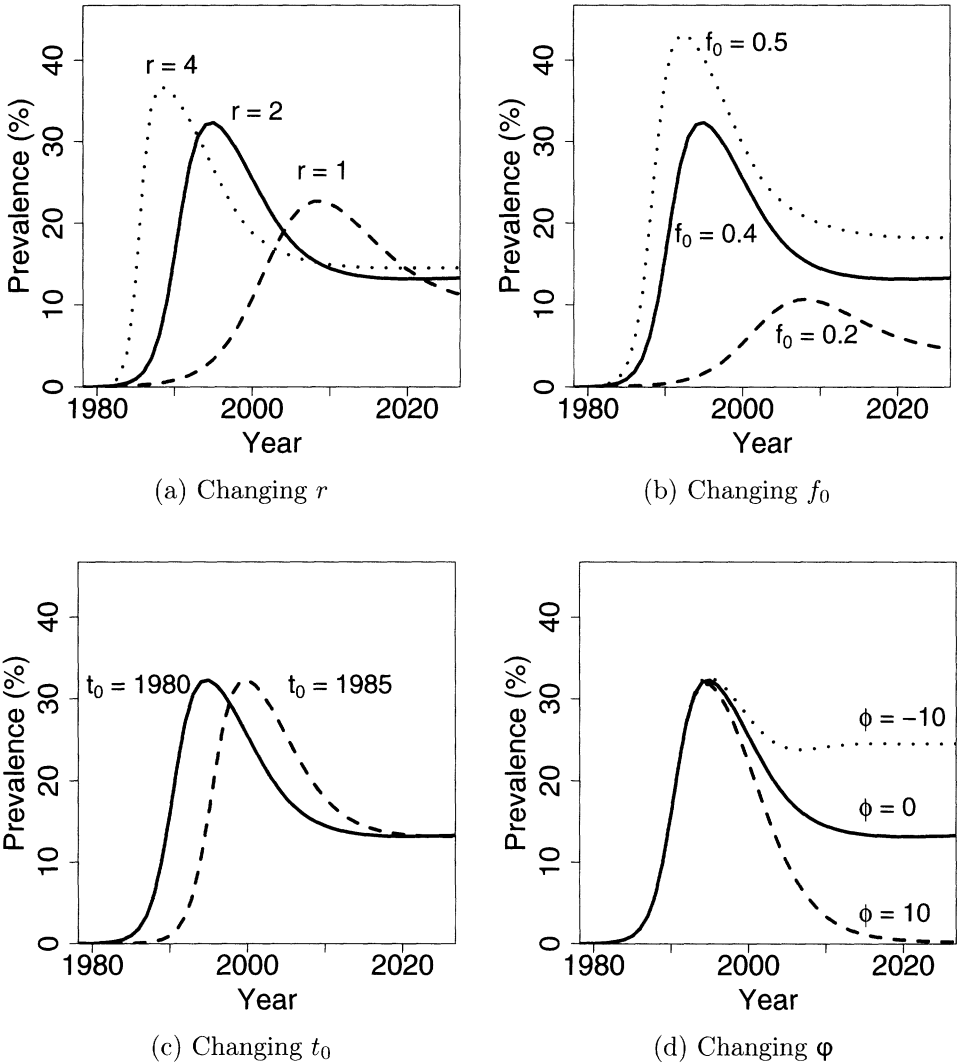 Prevalence (%)
0 10 20 30 40
r = 4
r = 2
r = 1
1980 2000 2020
Year
(a) Changing r
Prevalence (%)
0 10 20 30 40
f0 = 0.5
f0 = 0.4
f0 = 0.2
1980 2000 2020
Year
(b) Changing f0
Prevalence (%)
0 10 20 30 40
t0 = 1980
t0 = 1985
1980 2000 2020
Year
(c) Changing t0
Prevalence (%)
0 10 20 30 40
ϕ = −10
ϕ = 0
ϕ = 10
1980 2000 2020
Year
(d) Changing φ